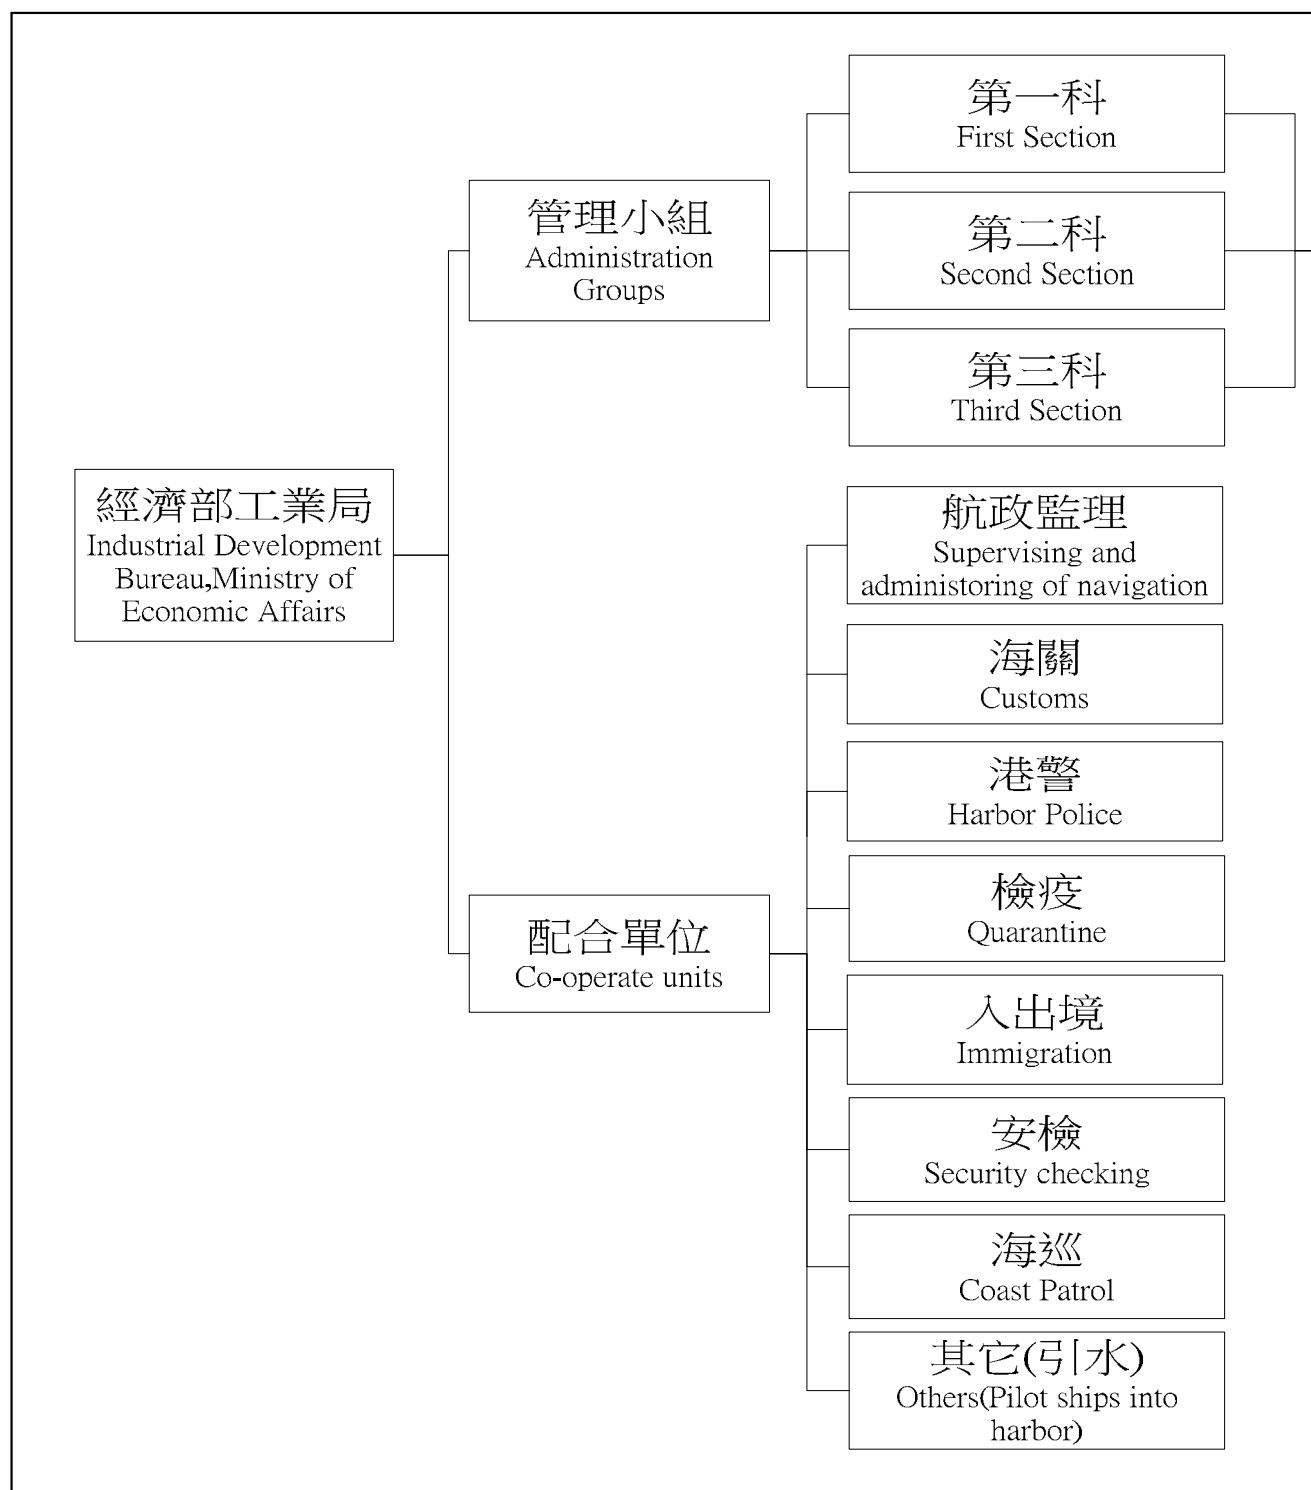 經濟部工業局
Industrial Development
Bureau,Ministry of
Economic Affairs
管理小組
Administration
Groups
第一科
First Section
第二科
Second Section
第三科
Third Section
配合單位
Co-operate units
航政監理
Supervising and
administoring of navigation
海關
Customs
港警
Harbor Police
檢疫
Quarantine
入出境
Immigration
安檢
Security checking
海巡
Coast Patrol
其它(引水)
Others(Pilot ships into
harbor)